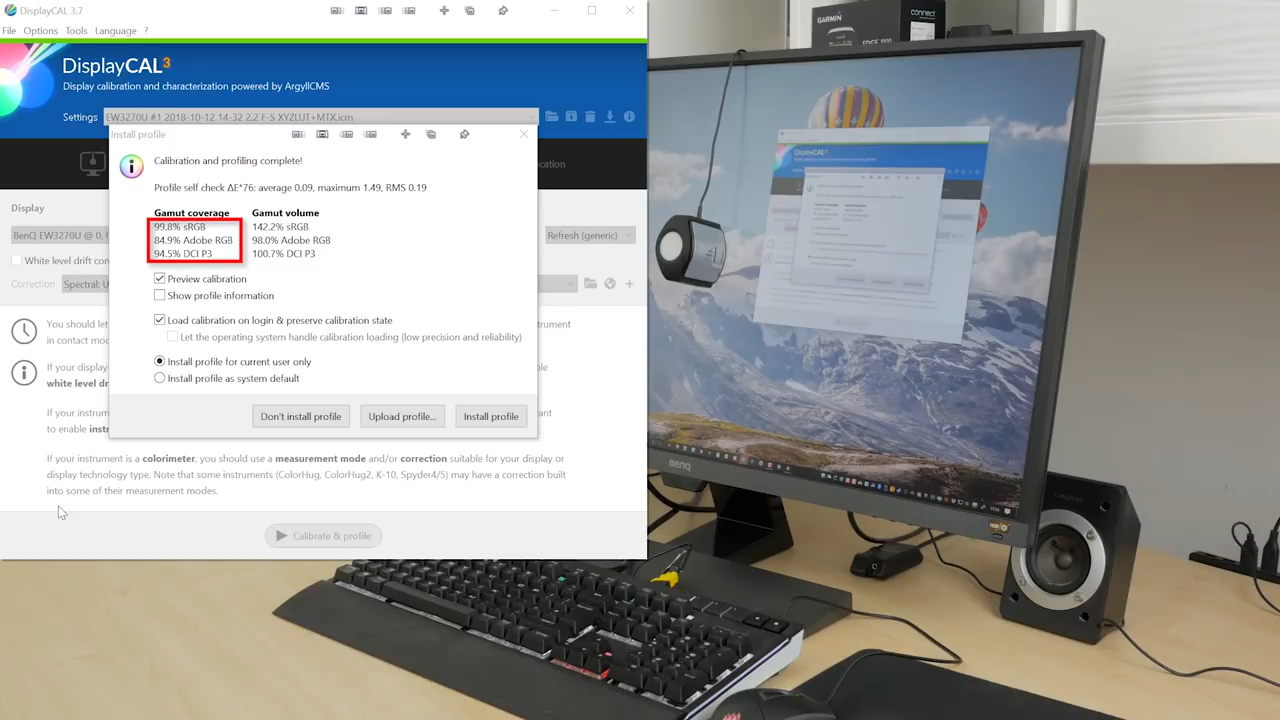 DisplayCAL 3.7
File Options Tools Language ?
DisplayCAL3
Display calibration and characterization powered by ArgyllCMS
Settings EW3270U #1 2018-10-12 14-32 2.2 F-S XYZLUT+MTX.icm
Install profile
Calibration and profiling complete!
Profile self check ΔE*76: average 0.09, maximum 1.49, RMS 0.19
Gamut coverage Gamut volume
99.8% sRGB 142.2% sRGB
84.9% Adobe RGB 98.0% Adobe RGB
94.5% DCI P3 100.7% DCI P3
Preview calibration
Show profile information
Load calibration on login & preserve calibration state
Let the operating system handle calibration loading (low precision and reliability)
Install profile for current user only
Install profile as system default
Don't install profile Upload profile... Install profile
Display
BenQ EW3270U @ 0, Refresh (generic)
White level drift
Correction Spectral:
You should let
in contact
If your display
white level
If your
to enable
If your instrument is a colorimeter, you should use a measurement mode and/or correction suitable for your display or
display technology type. Note that some instruments (ColorHug, ColorHug2, K-10, Spyder4/5) may have a correction built
into some of their measurement modes.
Calibrate & profile
GARMIN
EDGE
connect
DisplayCAL
BenQ